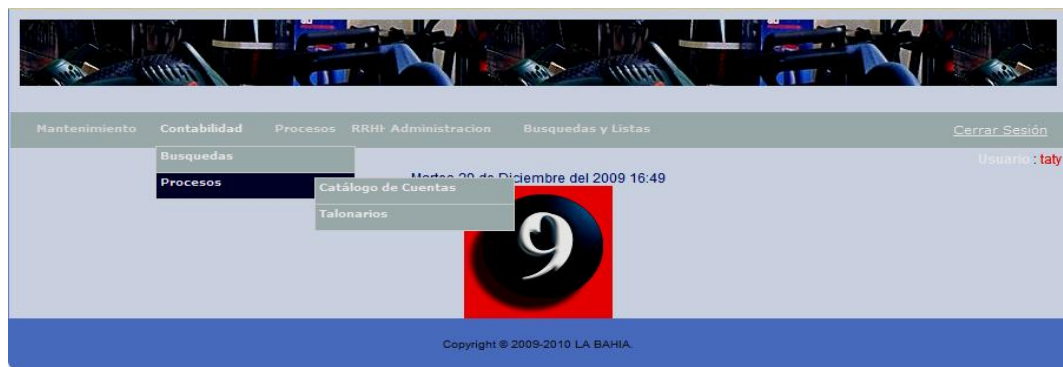 Mantenimiento Contabilidad Procesos RRHH Administracion Busquedas y Listas Cerrar Sesión
Busquedas
Usuario : taty
Procesos
Martes 29 de Diciembre del 2009 16:49
Catálogo de Cuentas
Talonarios
9
Copyright © 2009-2010 LA BAHIA.